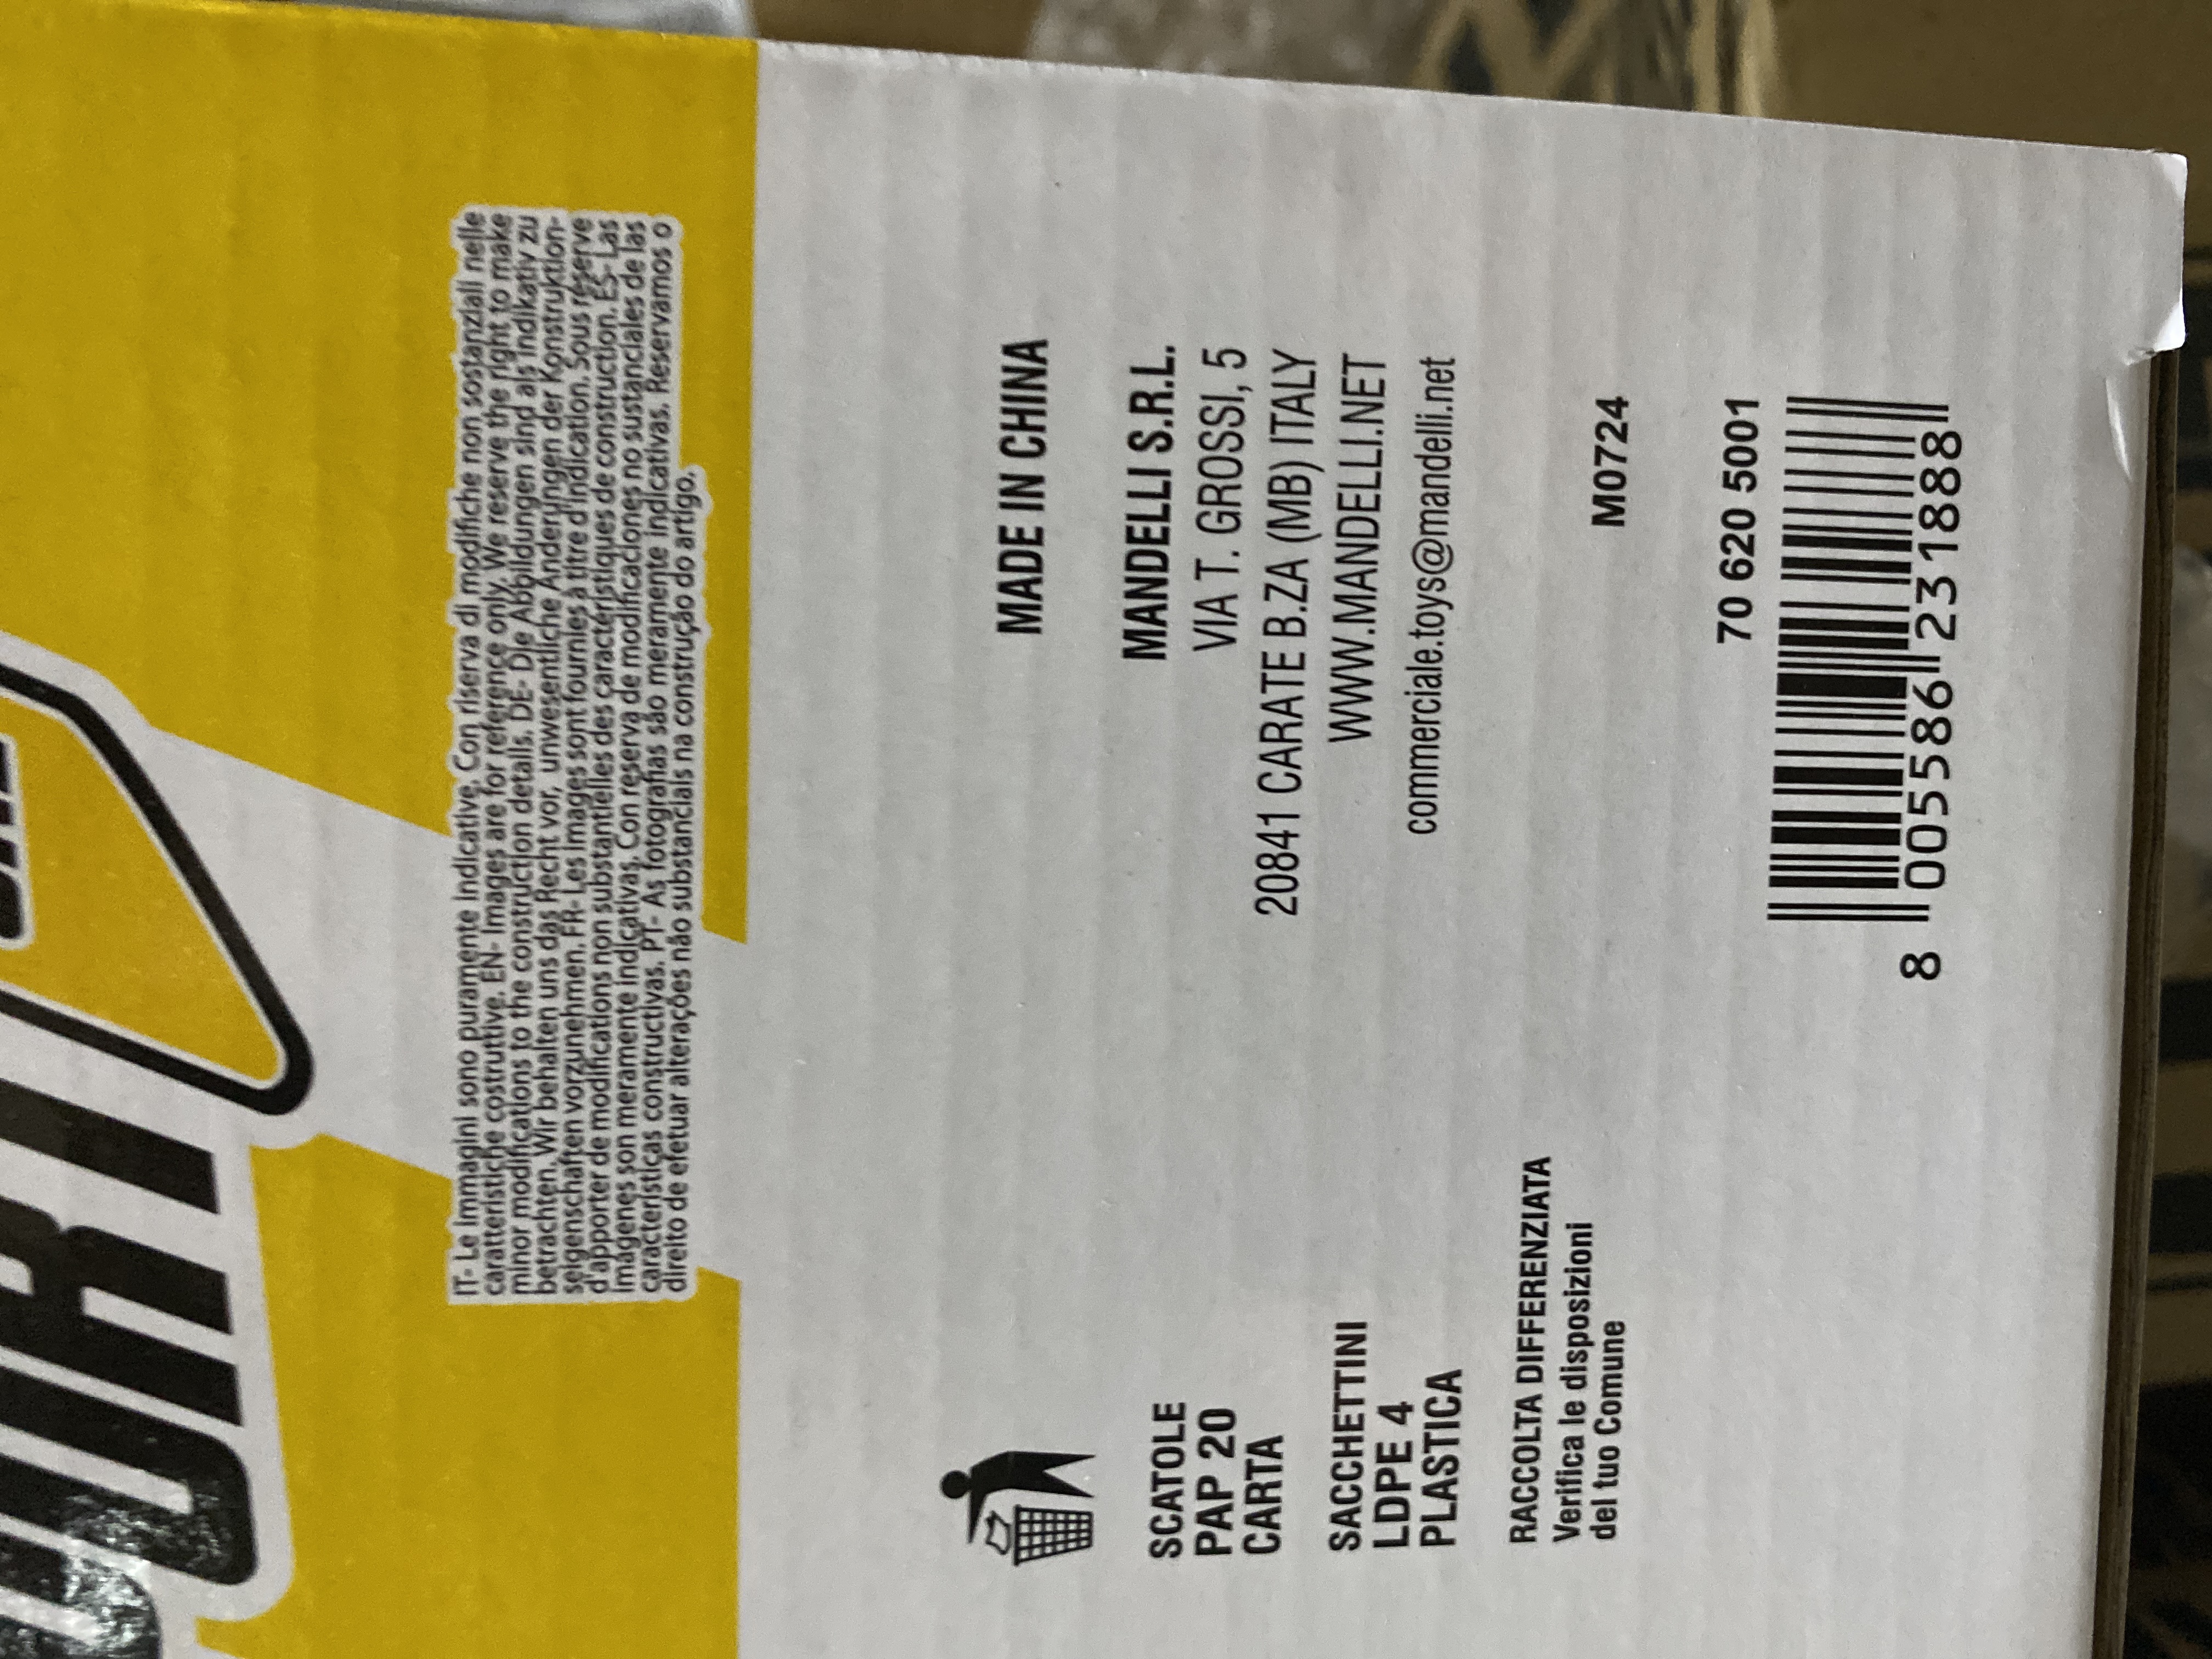 IT- Le immagini sono puramente indicative. Con riserva di modifiche non sostanziali nelle
caratteristiche costruttive. EN- Images are for reference only. We reserve the right to make
minor modifications to the construction details. DE- Die Abbildungen sind als indikativ zu
betrachten. Wir behalten uns das Recht vor, unwesentliche Änderungen der Konstruktion-
seigenschaften vorzunehmen. FR- Les images sont fournies à titre d'indication. Sous réserve
d'apporter de modifications non substantielles des caractéristiques de construction. ES- Las
imágenes son meramente indicativas. Con reserva de modificaciones no sustanciales de las
características constructivas. PT- As fotografias são meramente indicativas. Reservamos o
direito de efetuar alterações não substanciais na construção do artigo.
MADE IN CHINA
MANDELLI S.R.L.
VIA T. GROSSI, 5
20841 CARATE B.ZA (MB) ITALY
WWW.MANDELLI.NET
commerciale.toys@mandelli.net
M0724
70 620 5001
8 005586 231888
SCATOLE
PAP 20
CARTA
SACCHETTINI
LDPE 4
PLASTICA
RACCOLTA DIFFERENZIATA
Verifica le disposizioni
del tuo Comune